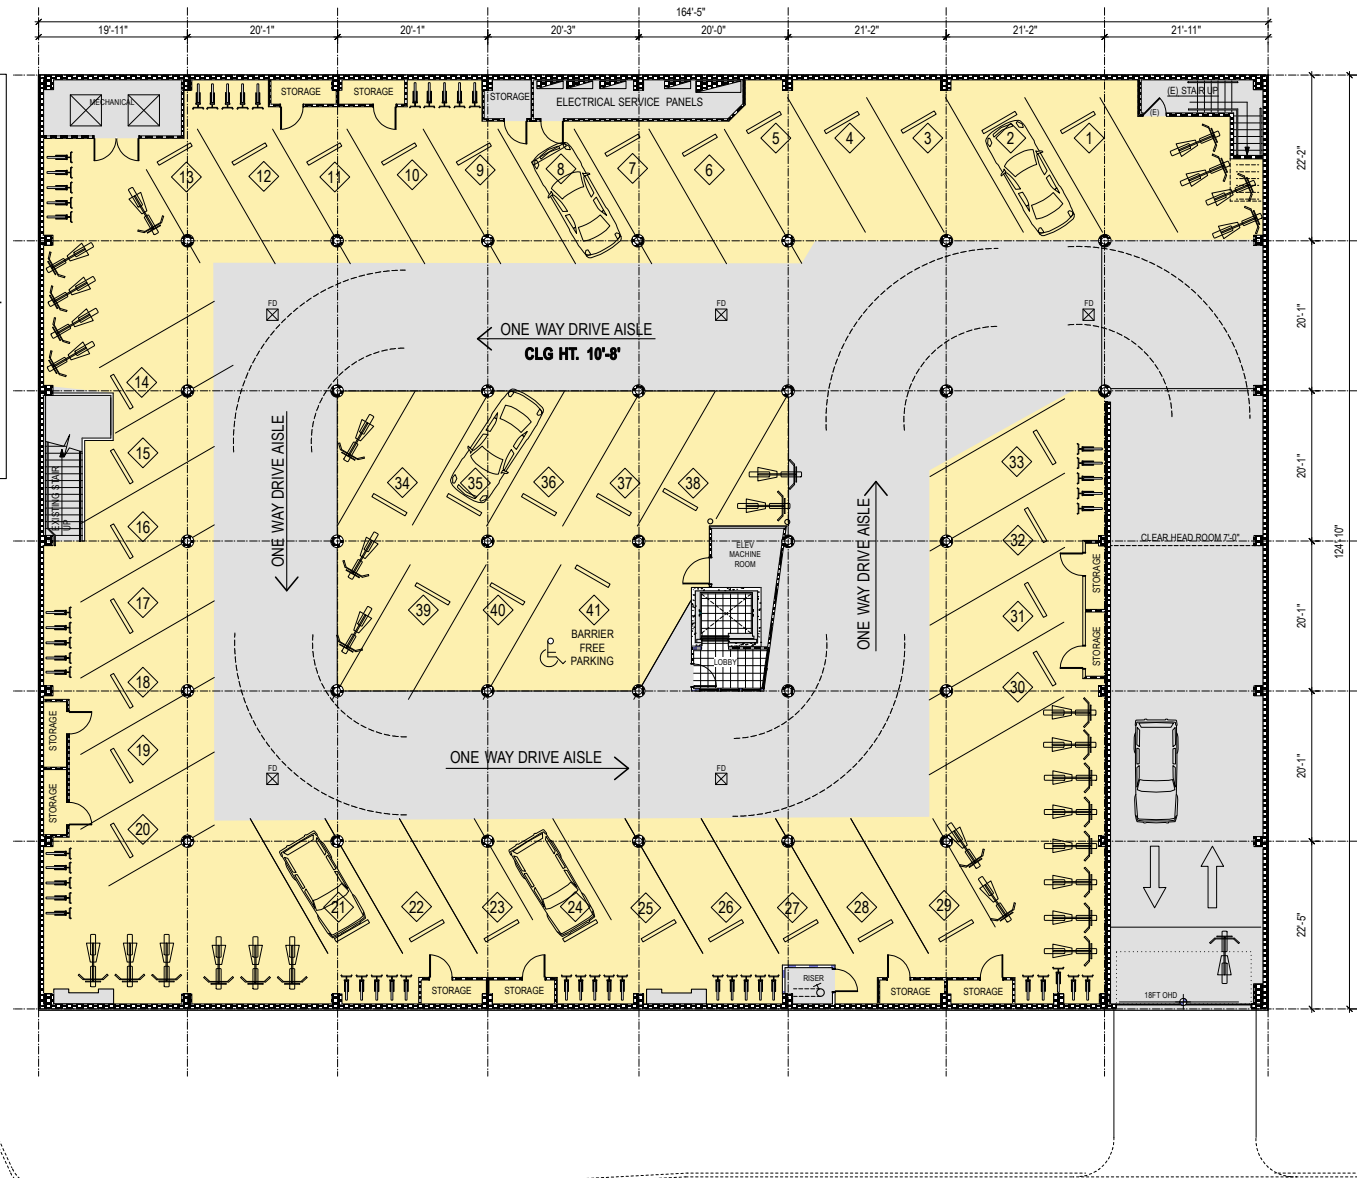 164'-5"
19'-11" 20'-1" 20'-1" 20'-3" 20'-0" 21'-2" 21'-2" 21'-11"
MECHANICAL
STORAGE
STORAGE
STORAGE
ELECTRICAL SERVICE PANELS
(E) STAIR UP
(E)
13 12 11 10 9 8 7 6 5 4 3 2 1
22'-2"
FD
FD
FD
20'-1"
ONE WAY DRIVE AISLE
CLG HT. 10'-8'
14
15
16
17
18
19
20
EXISTING STAIR
UP
ONE WAY DRIVE AISLE
34 35 36 37 38
33
32
31
30
20'-1"
ELEV
MACHINE
ROOM
ONE WAY DRIVE AISLE
CLEAR HEAD ROOM 7'-0"
124'-10"
STORAGE
STORAGE
39 40 41
BARRIER
FREE
PARKING
LOBBY
20'-1"
STORAGE
STORAGE
ONE WAY DRIVE AISLE
FD
FD
20'-1"
21 22 23 24 25 26 27 28 29
22'-5"
STORAGE
STORAGE
RISER
STORAGE
STORAGE
18FT OHD